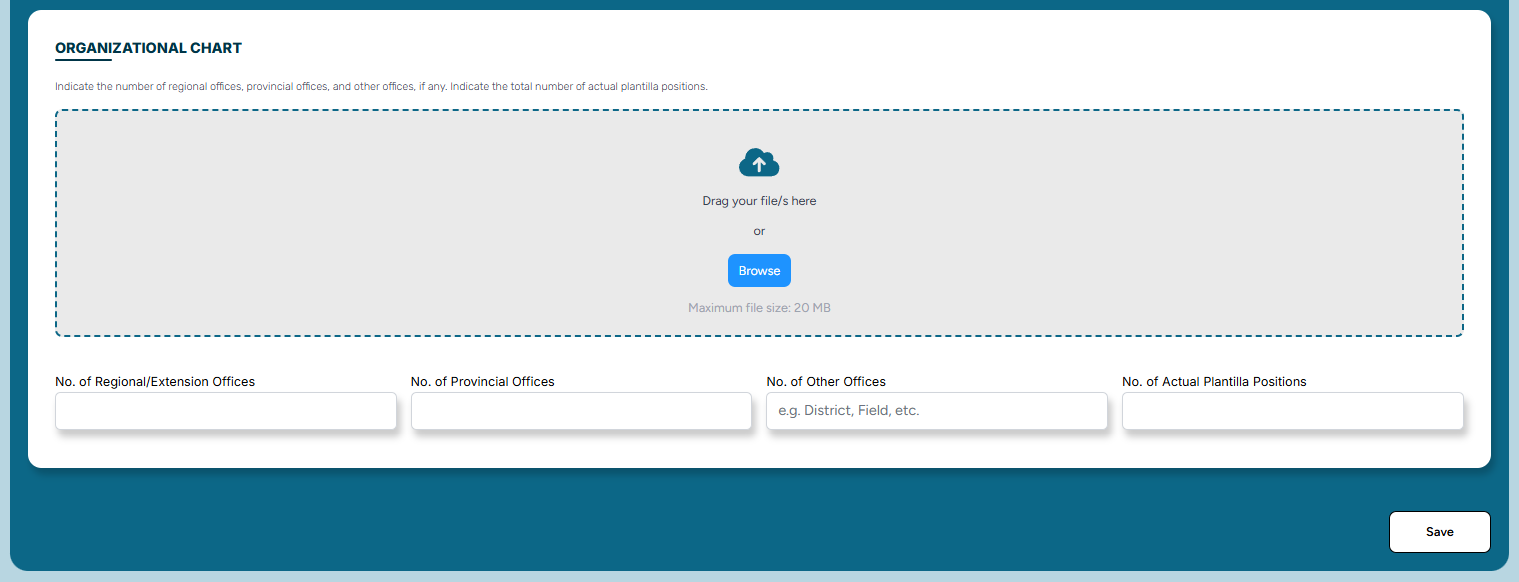 ORGANIZATIONAL CHART
Indicate the number of regional offices, provincial offices, and other offices, if any. Indicate the total number of actual plantilla positions.
Drag your file/s here
or
Browse
Maximum file size: 20 MB
No. of Regional/Extension Offices
No. of Provincial Offices
No. of Other Offices
No. of Actual Plantilla Positions
e.g. District, Field, etc.
Save